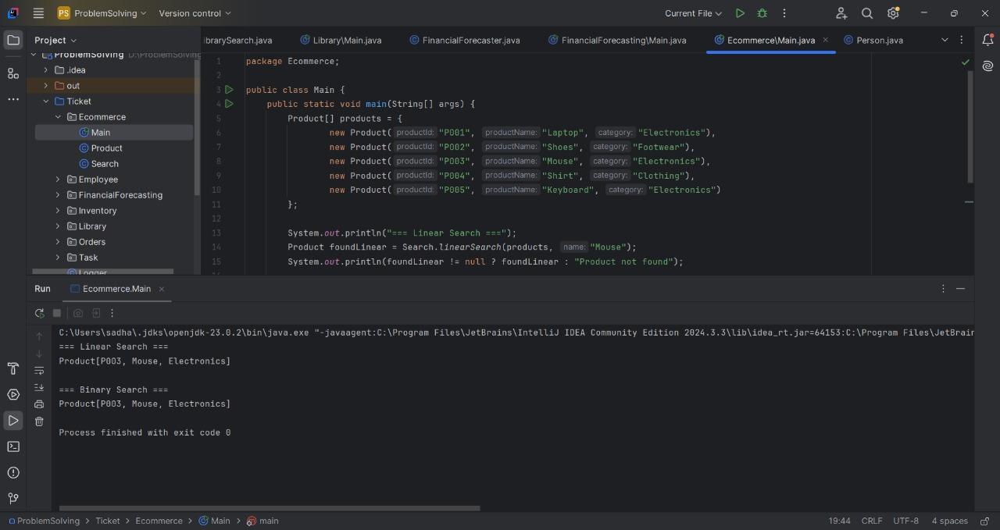 PS ProblemSolving Version control Current File
Project
ProblemSolving D:\ProblemSolving
.idea
out
Ticket
Ecommerce
Main
Product
Search
Employee
FinancialForecasting
Inventory
Library
Orders
Task
Logger
ibrarySearch.java Library\Main.java FinancialForecaster.java FinancialForecasting\Main.java Ecommerce\Main.java Person.java
1 package Ecommerce;
2
3 public class Main {
4 public static void main(String[] args) {
5 Product[] products = {
6 new Product( productId: "P001", productName: "Laptop", category: "Electronics"),
7 new Product( productId: "P002", productName: "Shoes", category: "Footwear"),
8 new Product( productId: "P003", productName: "Mouse", category: "Electronics"),
9 new Product( productId: "P004", productName: "Shirt", category: "Clothing"),
10 new Product( productId: "P005", productName: "Keyboard", category: "Electronics")
11 };
12
13 System.out.println("=== Linear Search ===");
14 Product foundLinear = Search.linearSearch(products, name: "Mouse");
15 System.out.println(foundLinear != null ? foundLinear : "Product not found");
Run Ecommerce.Main
C:\Users\sadha\.jdks\openjdk-23.0.2\bin\java.exe "-javaagent:C:\Program Files\JetBrains\IntelliJ IDEA Community Edition 2024.3.3\lib\idea_rt.jar=64153:C:\Program Files\JetBrain
=== Linear Search ===
Product[P003, Mouse, Electronics]
=== Binary Search ===
Product[P003, Mouse, Electronics]
Process finished with exit code 0
ProblemSolving > Ticket > Ecommerce > Main > main 19:44 CRLF UTF-8 4 spaces